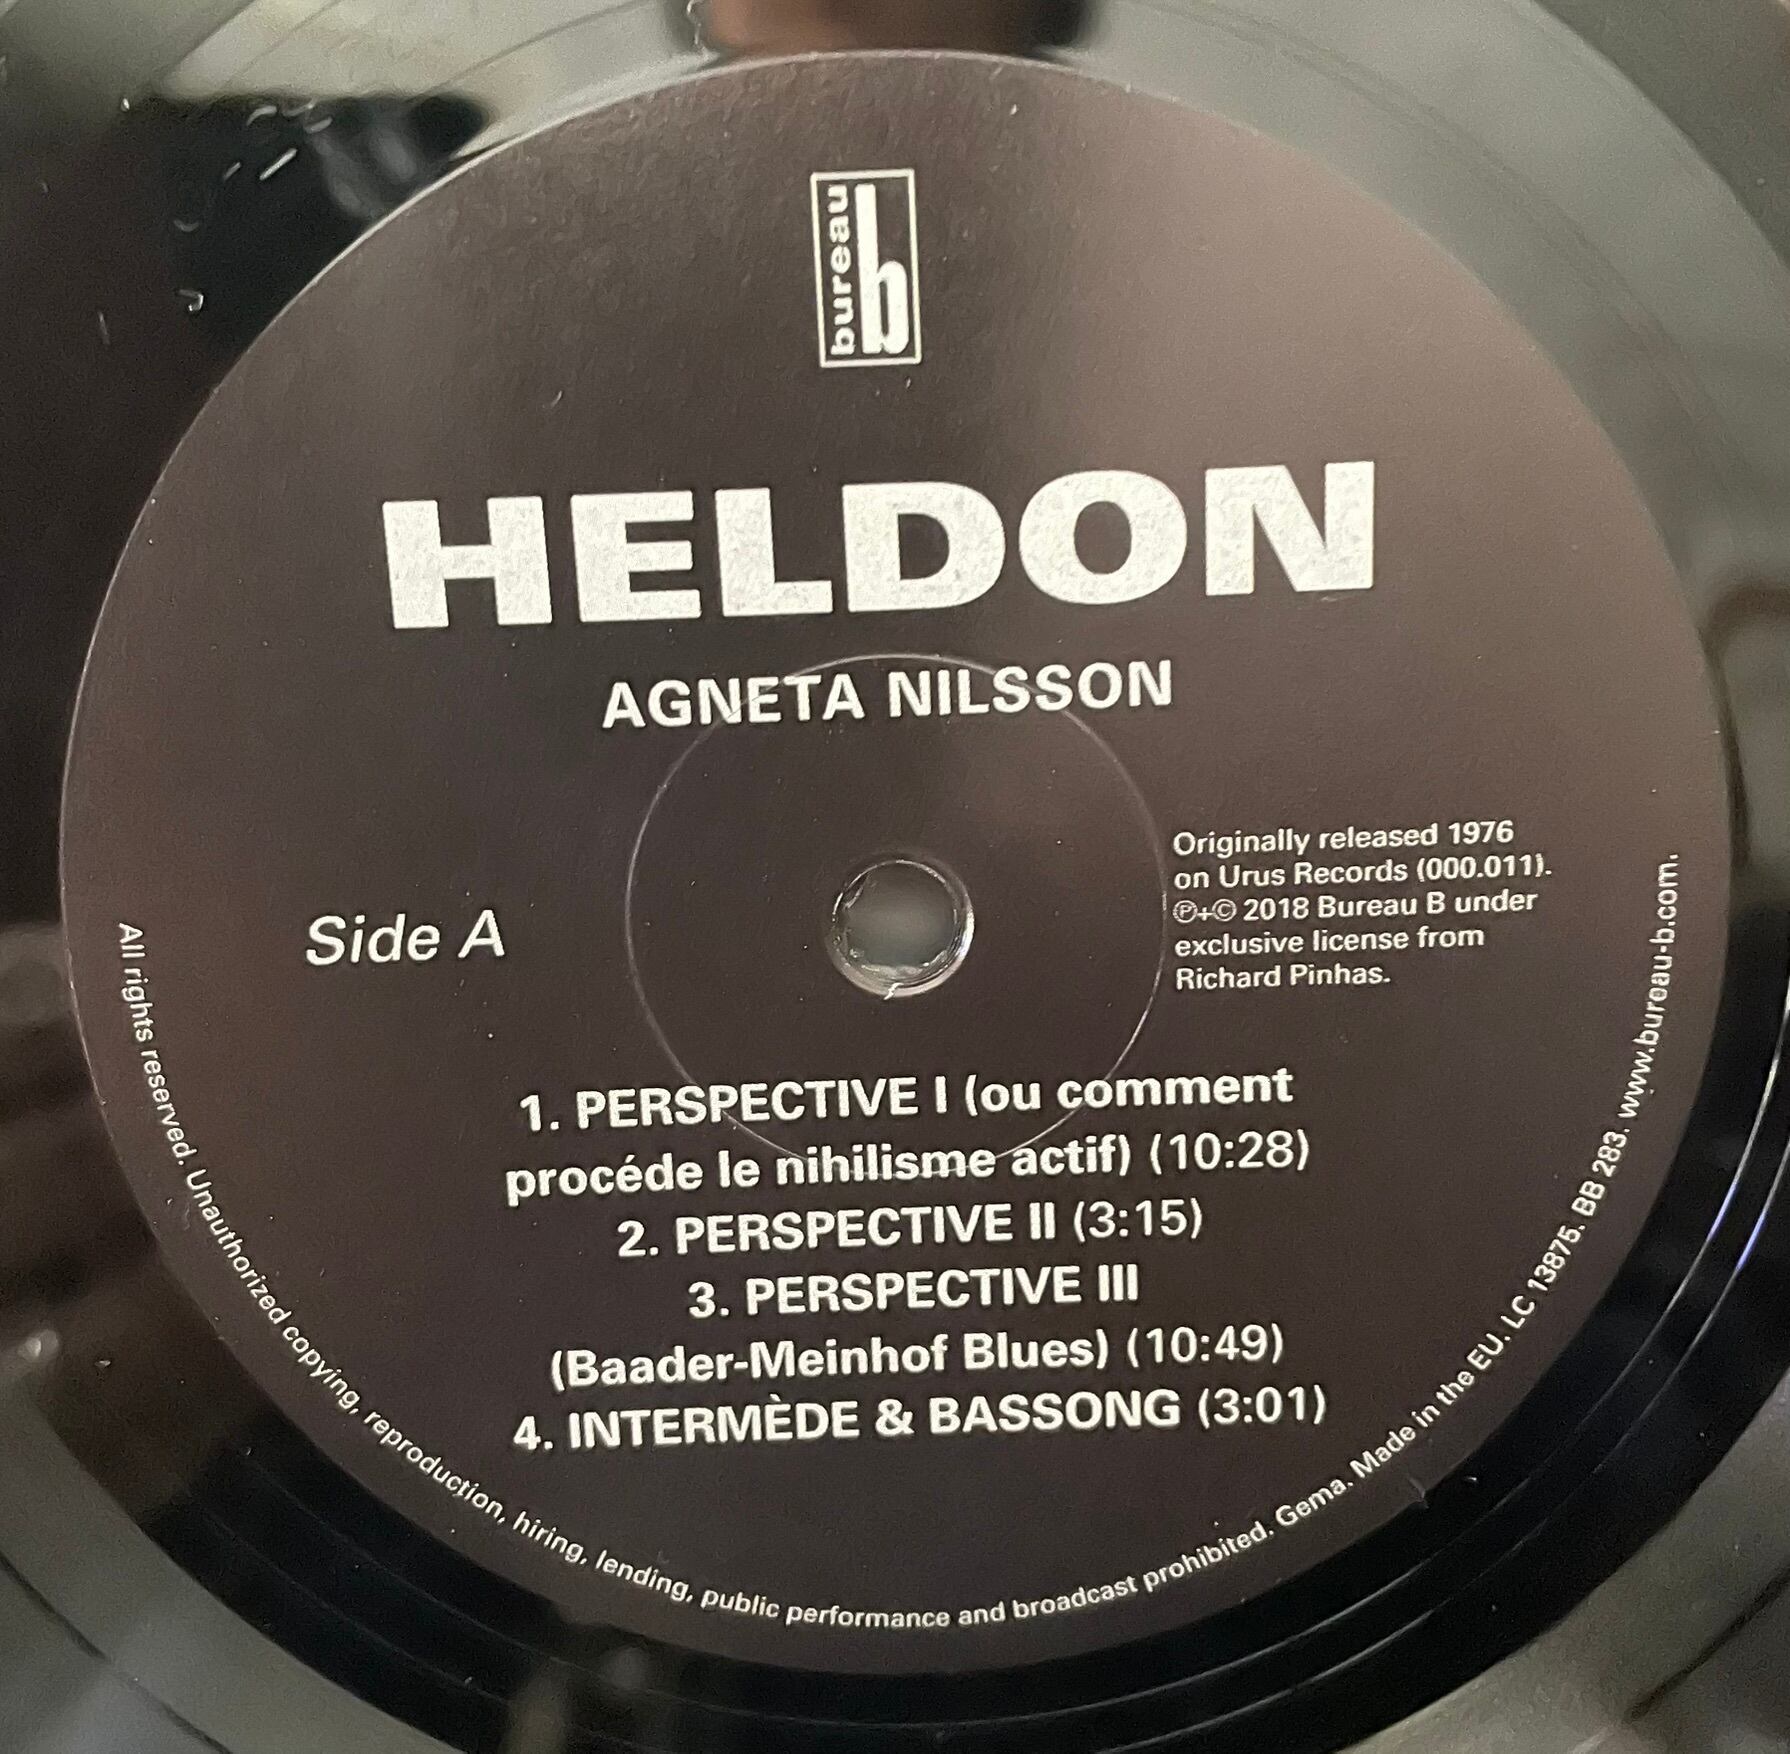 bureau b
HELDON
AGNETA NILSSON
Side A
Originally released 1976
on Urus Records (000.011).
℗+© 2018 Bureau B under
exclusive license from
Richard Pinhas.
1. PERSPECTIVE I (ou comment
procéde le nihilisme actif) (10:28)
2. PERSPECTIVE II (3:15)
3. PERSPECTIVE III
(Baader-Meinhof Blues) (10:49)
4. INTERMÈDE & BASSONG (3:01)
All rights reserved. Unauthorized copying, reproduction, hiring, lending, public performance and broadcast prohibited. Gema. Made in the EU. LC 13875. BB 283. www.bureau-b.com.